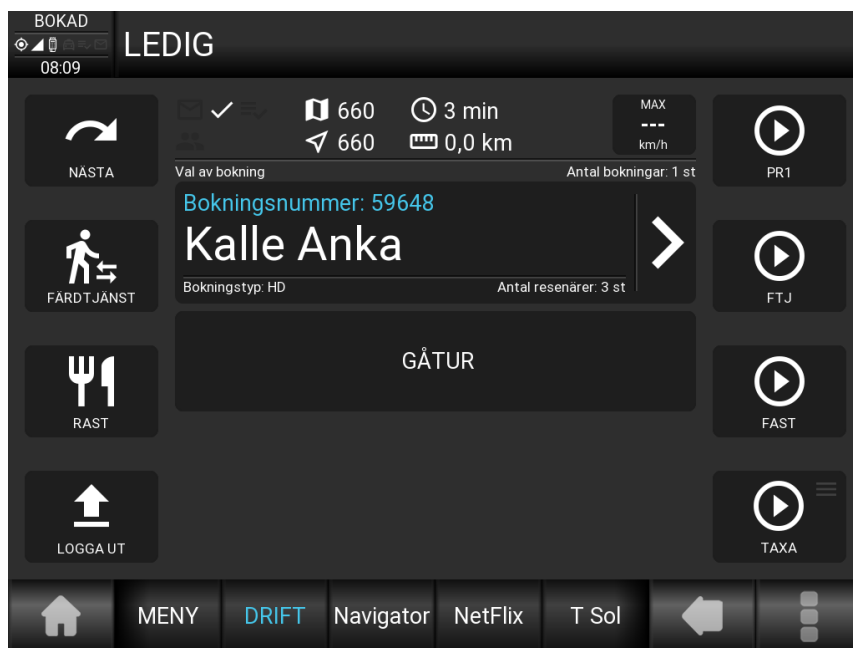 BOKAD
08:09
LEDIG
NÄSTA
FÄRDTJÄNST
RAST
LOGGA UT
660
3 min
660
0,0 km
MAX
---
km/h
Val av bokning
Antal bokningar: 1 st
Bokningsnummer: 59648
Kalle Anka
Bokningstyp: HD
Antal resenärer: 3 st
GÅTUR
PR1
FTJ
FAST
TAXA
MENY
DRIFT
Navigator
NetFlix
T Sol